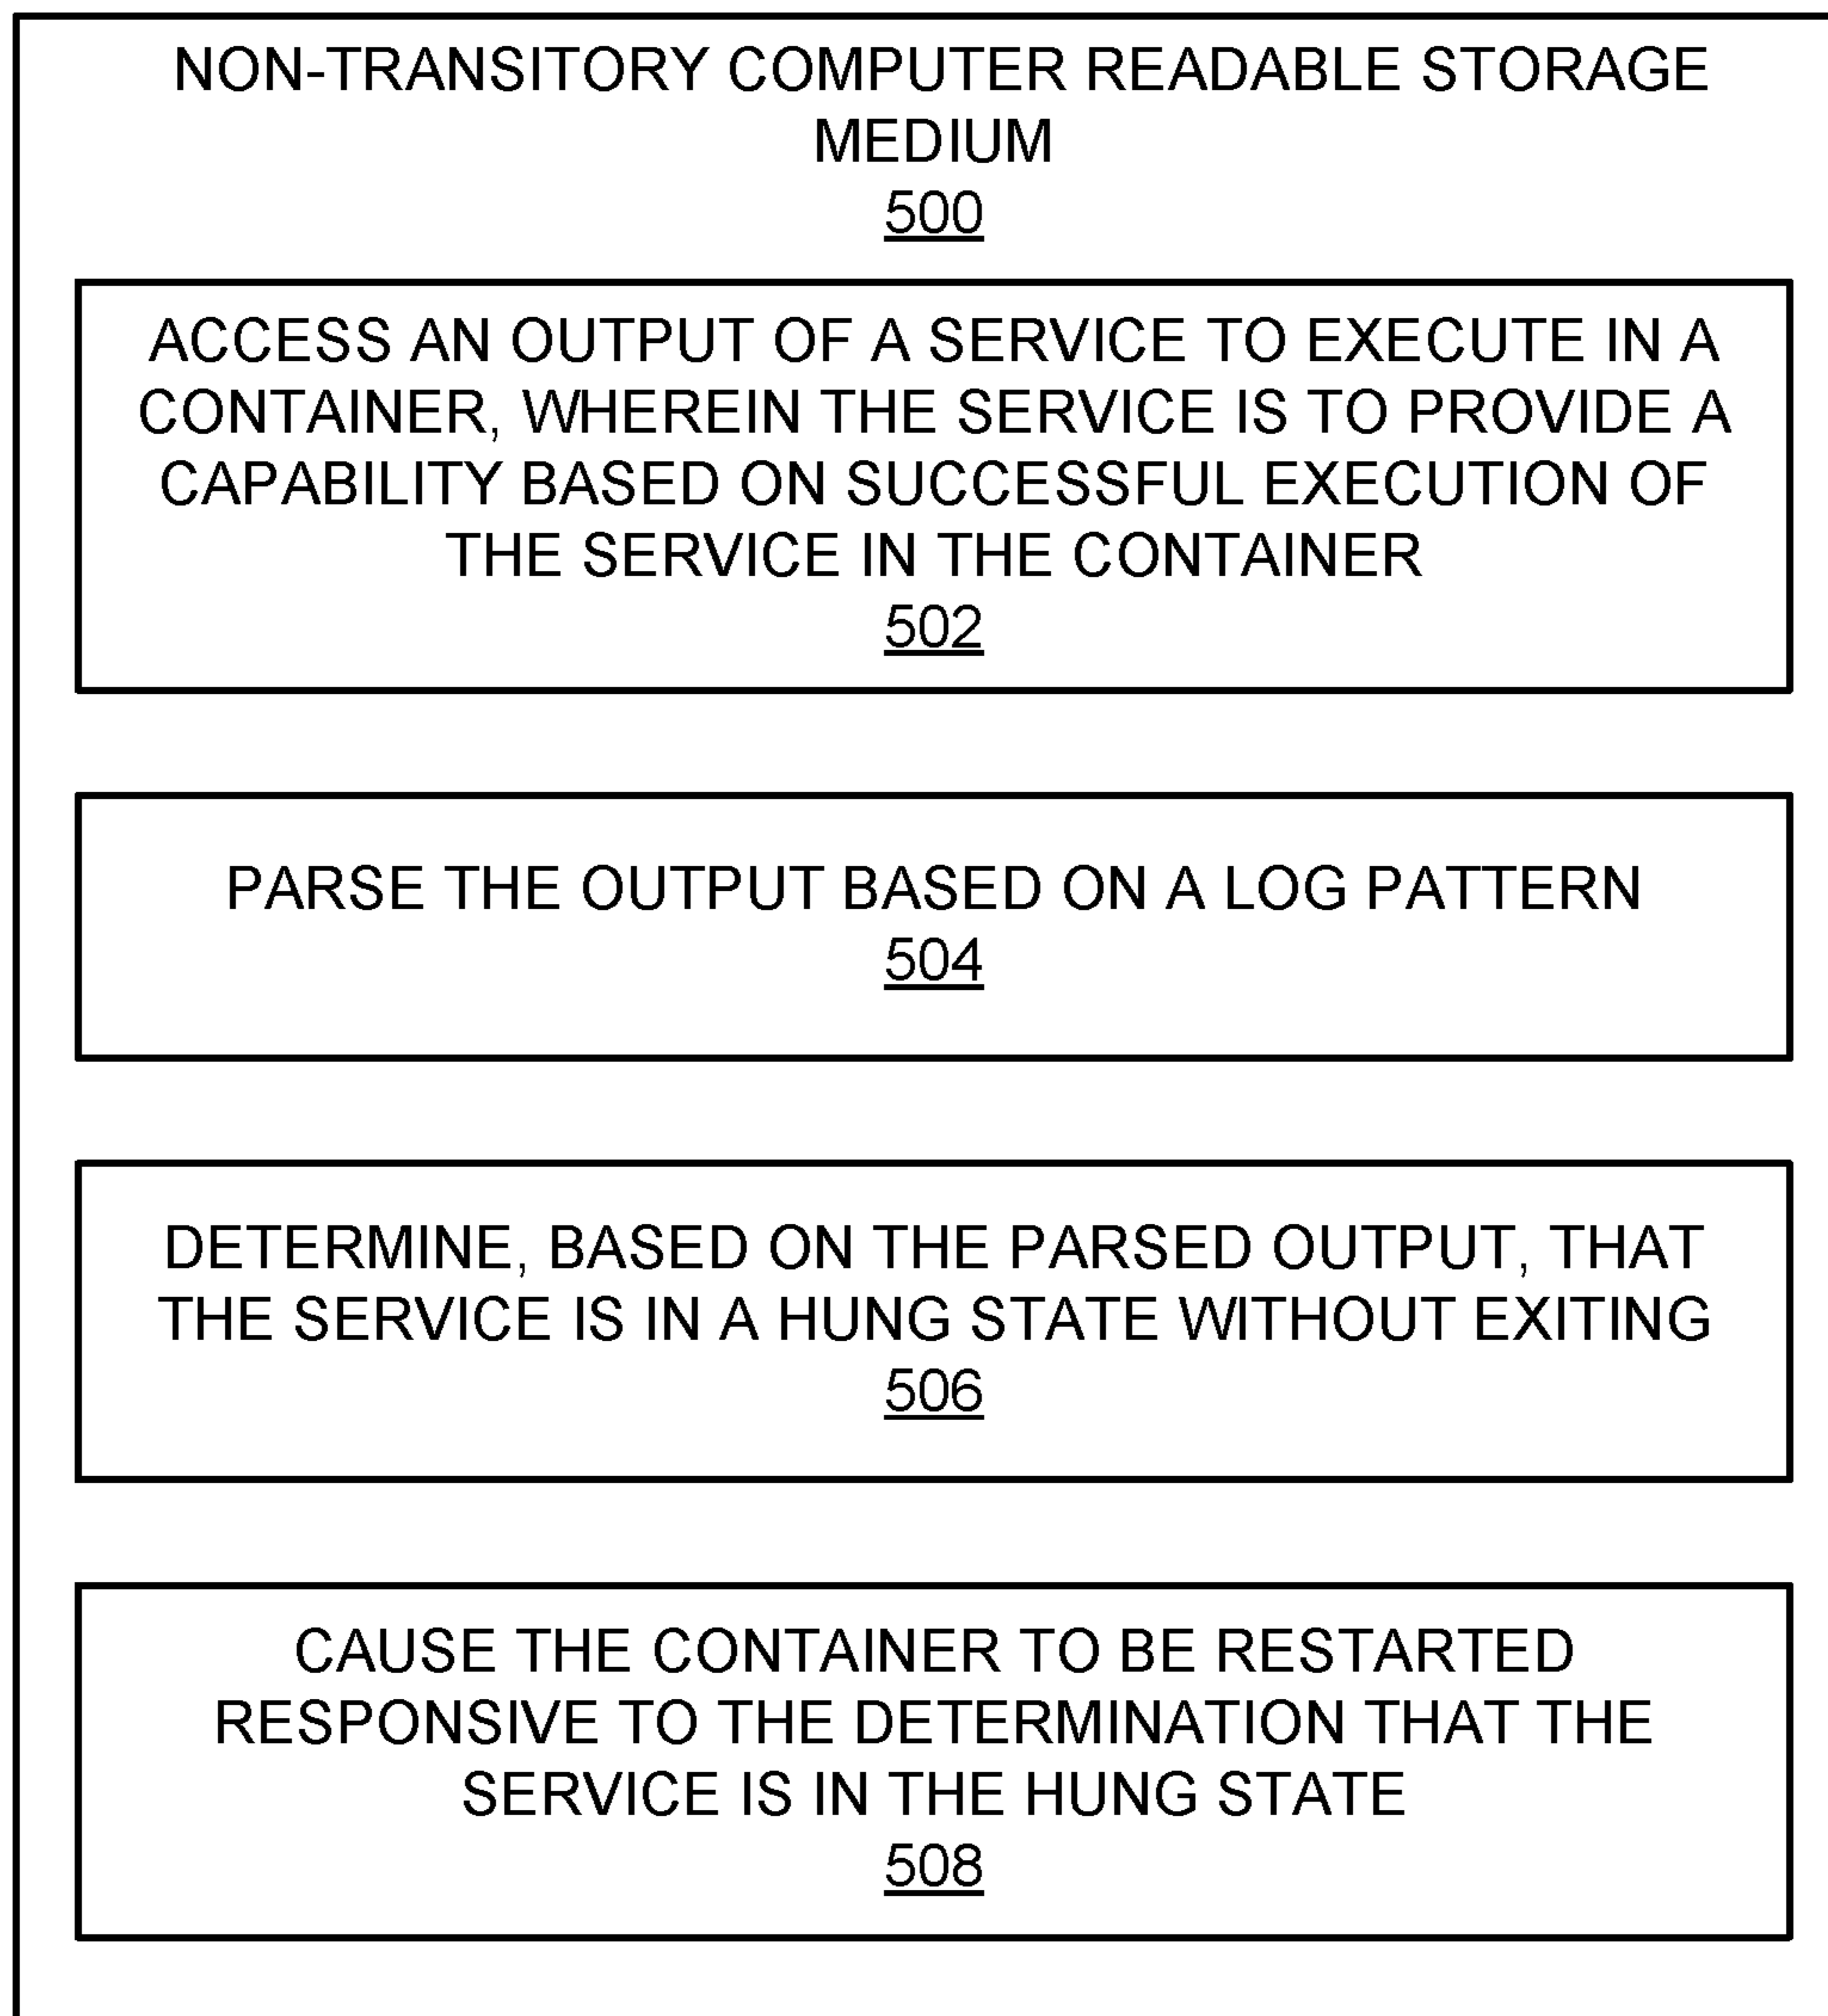 NON-TRANSITORY COMPUTER READABLE STORAGE
MEDIUM
500
ACCESS AN OUTPUT OF A SERVICE TO EXECUTE IN A
CONTAINER, WHEREIN THE SERVICE IS TO PROVIDE A
CAPABILITY BASED ON SUCCESSFUL EXECUTION OF
THE SERVICE IN THE CONTAINER
502
PARSE THE OUTPUT BASED ON A LOG PATTERN
504
DETERMINE, BASED ON THE PARSED OUTPUT, THAT
THE SERVICE IS IN A HUNG STATE WITHOUT EXITING
506
CAUSE THE CONTAINER TO BE RESTARTED
RESPONSIVE TO THE DETERMINATION THAT THE
SERVICE IS IN THE HUNG STATE
508